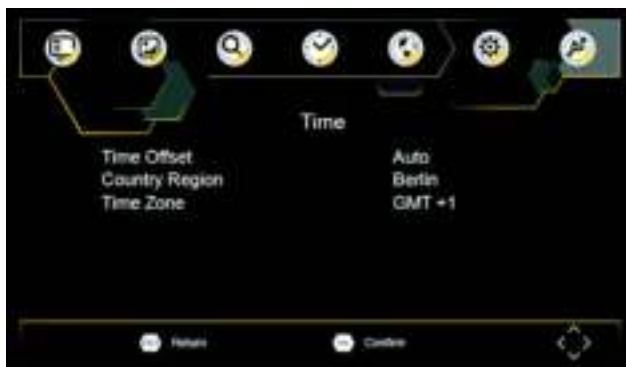 Time
Time Offset Auto
Country Region Berlin
Time Zone GMT +1
Return Confirm